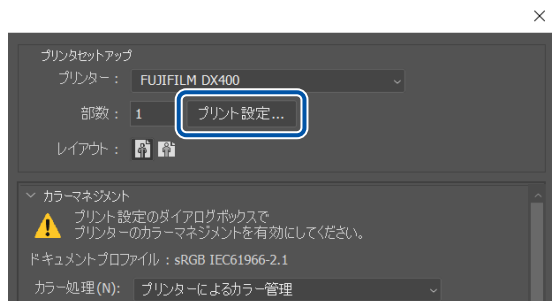 プリンタセットアップ
プリンター： FUJIFILM DX400
部数： 1 プリント設定...
レイアウト：
カラーマネジメント
プリント設定のダイアログボックスで
プリンターのカラーマネジメントを有効にしてください。
ドキュメントプロファイル：sRGB IEC61966-2.1
カラー処理(N): プリンターによるカラー管理